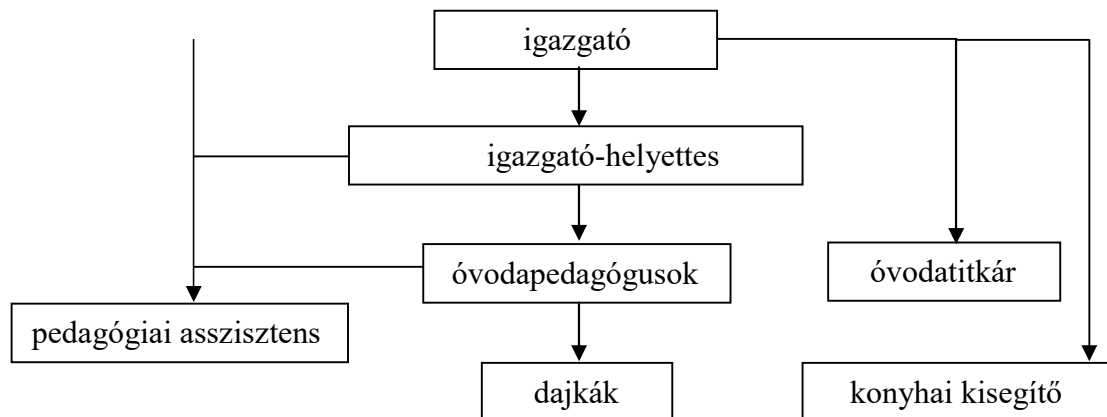 igazgató
igazgató-helyettes
óvodapedagógusok
óvodatitkár
pedagógiai asszisztens
dajkák
konyhai kisegítő